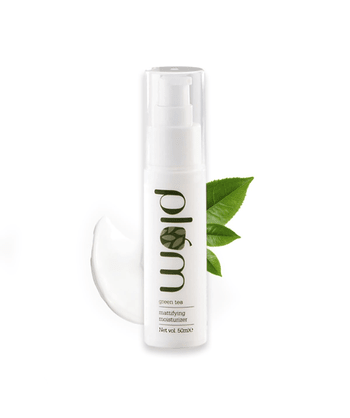 plum
green tea
mattifying
moisturizer
Net vol 50ml